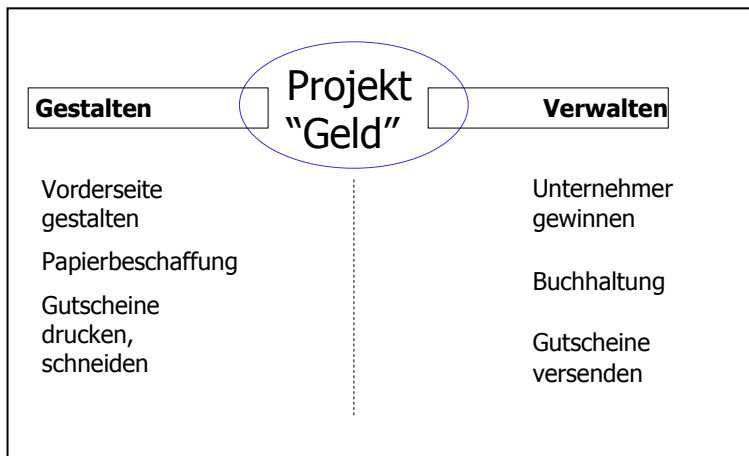 Projekt
“Geld”
Gestalten
Verwalten
Vorderseite
gestalten
Papierbeschaffung
Gutscheine
drucken,
schneiden
Unternehmer
gewinnen
Buchhaltung
Gutscheine
versenden